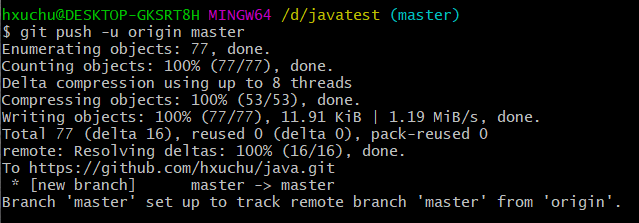 hxuchu@DESKTOP-GKSRT8H MINGW64 /d/javatest (master)
$ git push -u origin master
Enumerating objects: 77, done.
Counting objects: 100% (77/77), done.
Delta compression using up to 8 threads
Compressing objects: 100% (53/53), done.
Writing objects: 100% (77/77), 11.91 KiB | 1.19 MiB/s, done.
Total 77 (delta 16), reused 0 (delta 0), pack-reused 0
remote: Resolving deltas: 100% (16/16), done.
To https://github.com/hxuchu/java.git
 * [new branch]      master -> master
Branch 'master' set up to track remote branch 'master' from 'origin'.